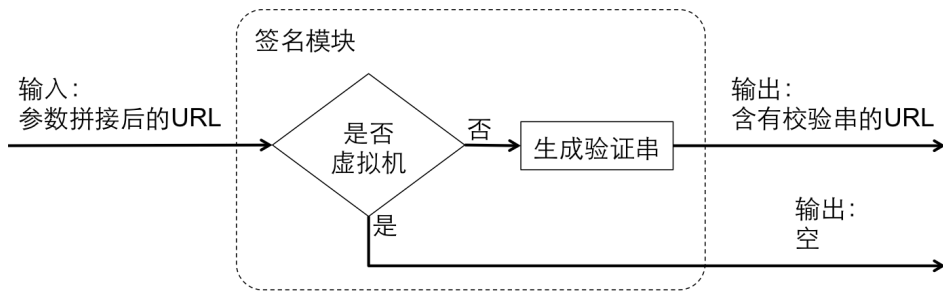 签名模块
输入：
参数拼接后的URL
是否
虚拟机
否
生成验证串
输出：
含有校验串的URL
是
输出：
空